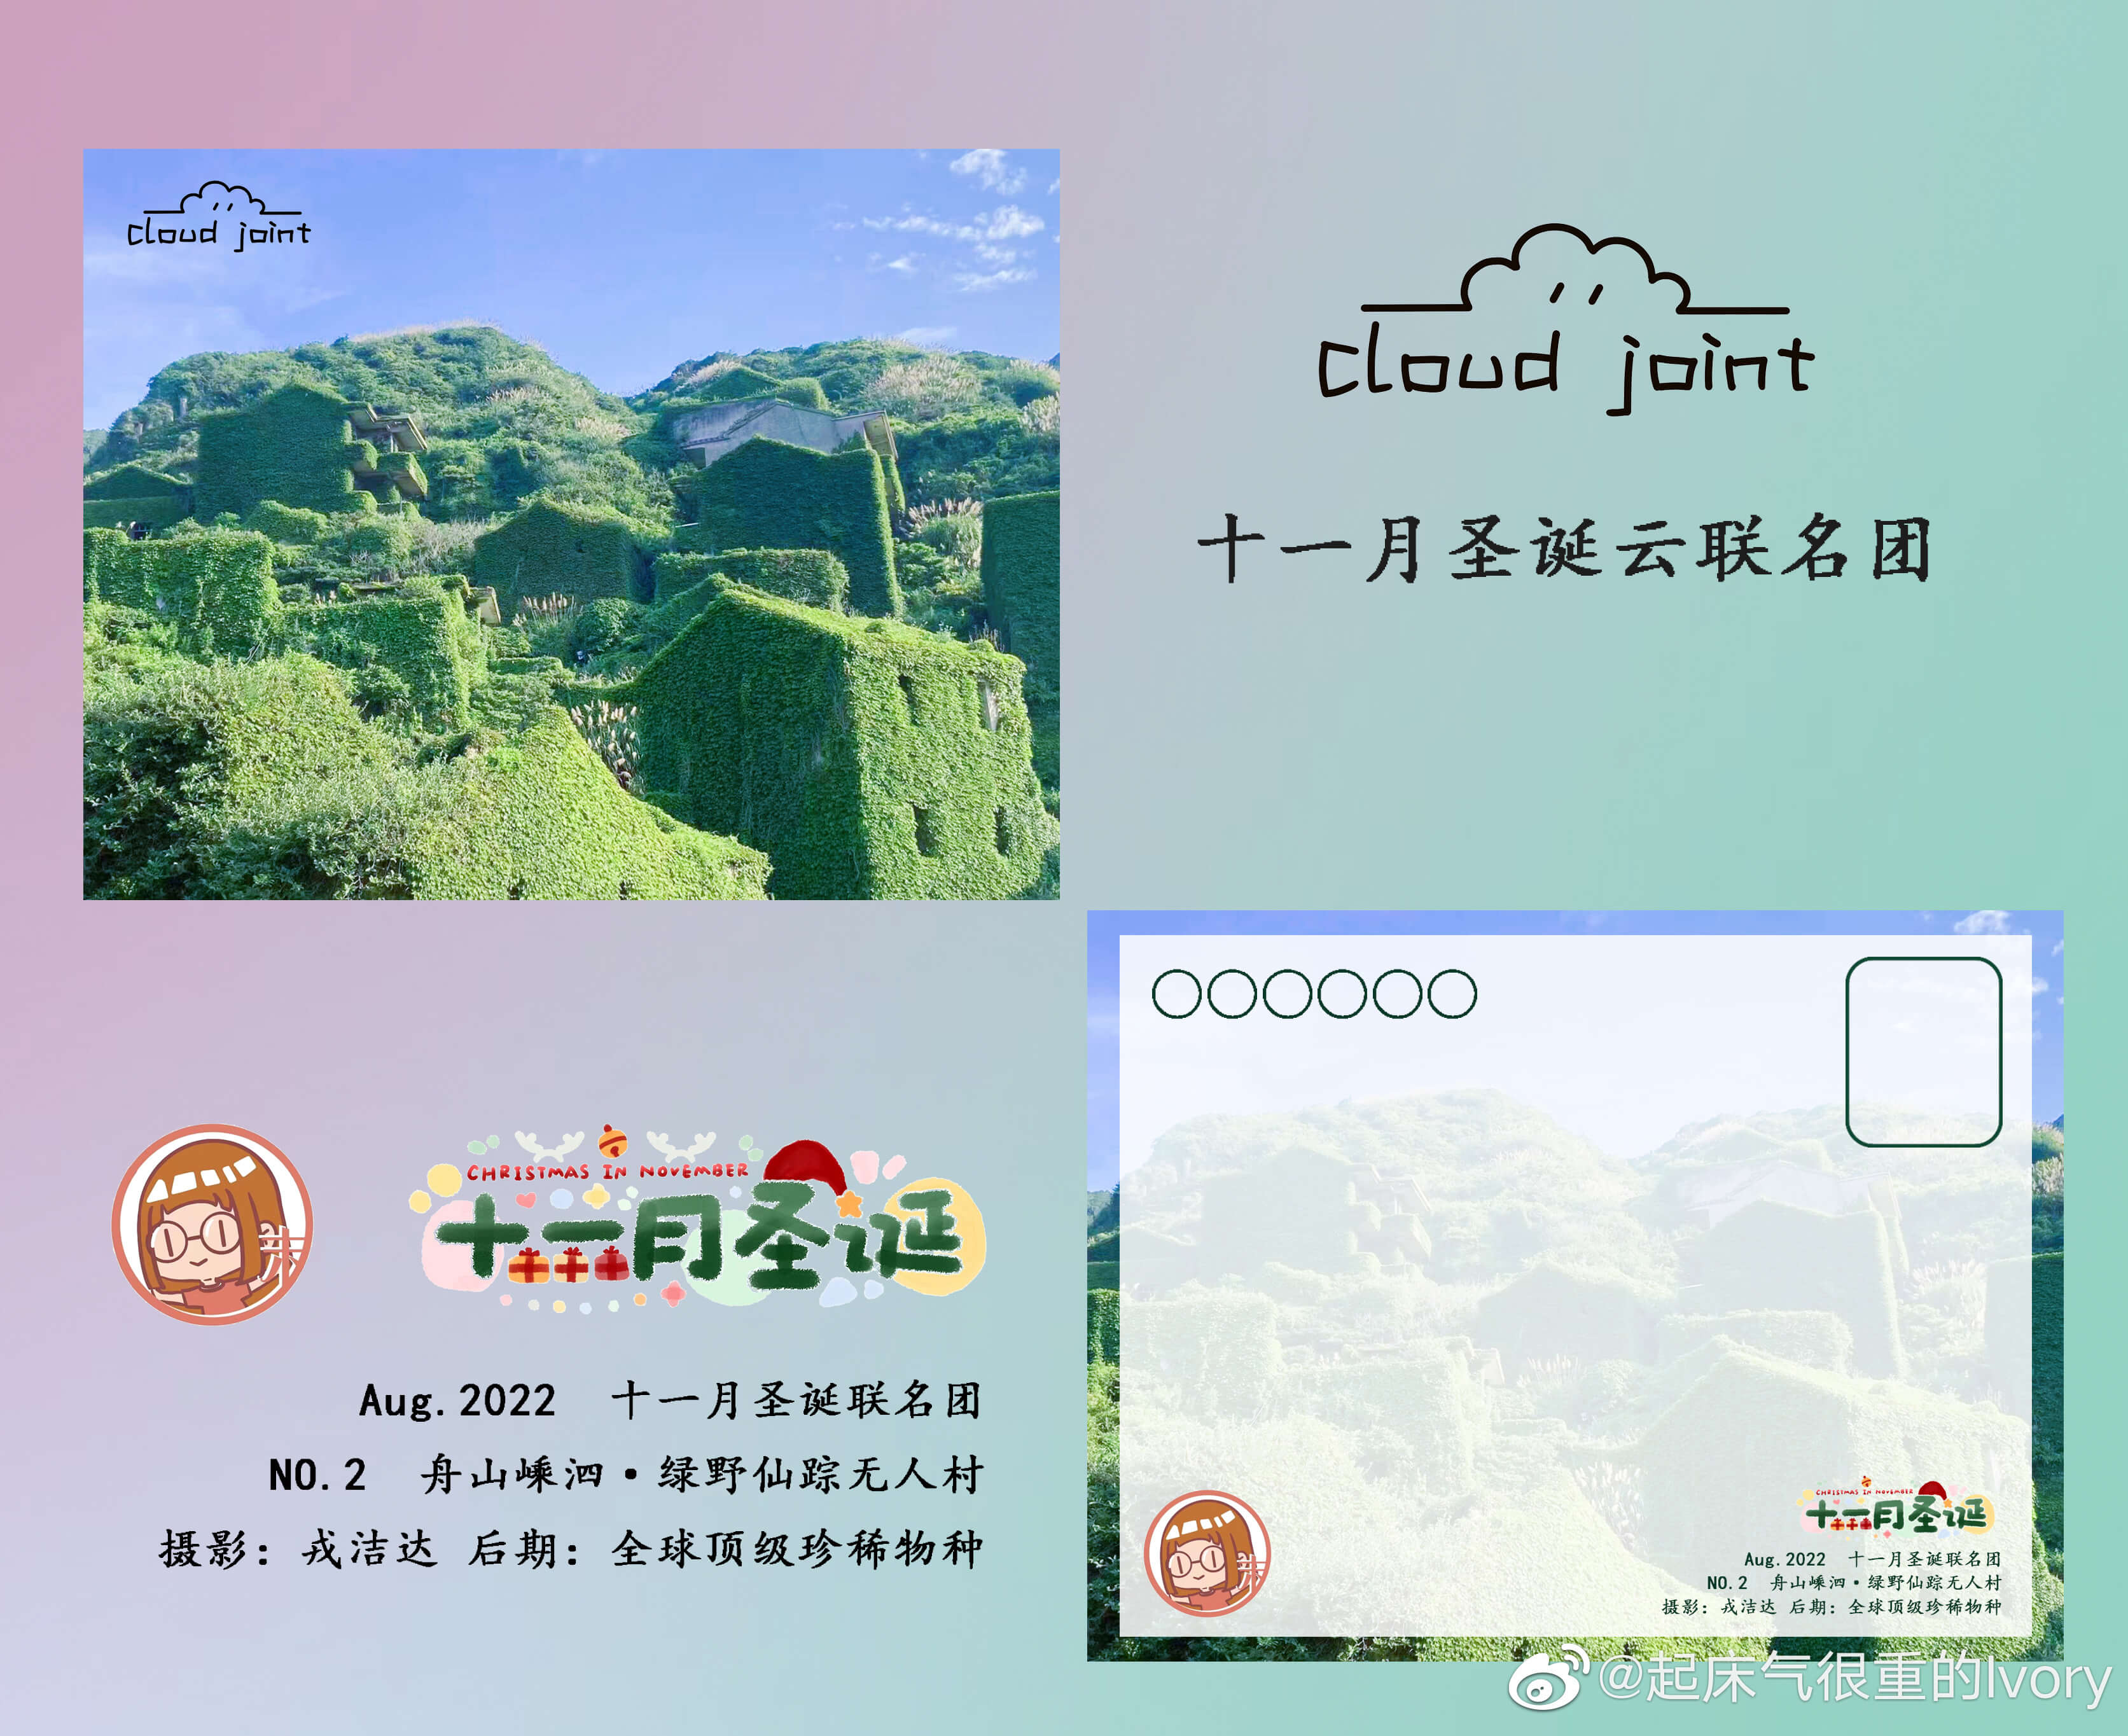 cloud joint
cloud joint
十一月圣诞云联名团
朱
CHRISTMAS IN NOVEMBER
十一月圣诞
Aug.2022 十一月圣诞联名团
NO.2 舟山嵊泗·绿野仙踪无人村
摄影：戎洁达 后期：全球顶级珍稀物种
朱
CHRISTMAS IN NOVEMBER
十一月圣诞
Aug.2022 十一月圣诞联名团
NO.2 舟山嵊泗·绿野仙踪无人村
摄影：戎洁达 后期：全球顶级珍稀物种
@起床气很重的Ivory